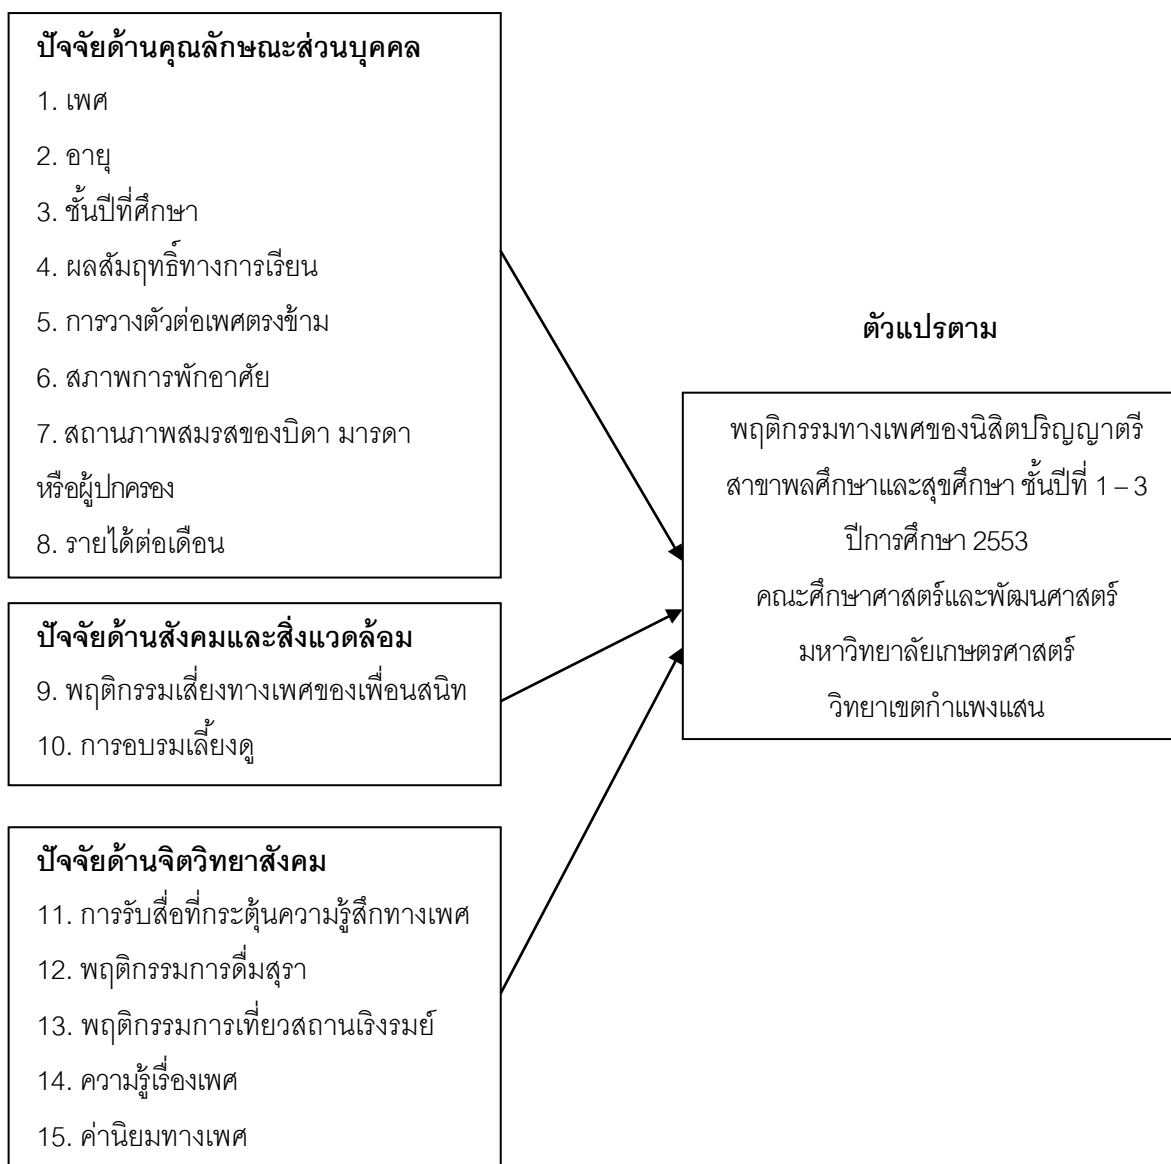 ปัจจัยด้านคุณลักษณะส่วนบุคคล
1. เพศ
2. อายุ
3. ชั้นปีที่ศึกษา
4. ผลสัมฤทธิ์ทางการเรียน
5. การวางตัวต่อเพศตรงข้าม
6. สภาพการพักอาศัย
7. สถานภาพสมรสของบิดา มารดา
หรือผู้ปกครอง
8. รายได้ต่อเดือน
ปัจจัยด้านสังคมและสิ่งแวดล้อม
9. พฤติกรรมเสี่ยงทางเพศของเพื่อนสนิท
10. การอบรมเลี้ยงดู
ปัจจัยด้านจิตวิทยาสังคม
11. การรับสื่อที่กระตุ้นความรู้สึกทางเพศ
12. พฤติกรรมการดื่มสุรา
13. พฤติกรรมการเที่ยวสถานเริงรมย์
14. ความรู้เรื่องเพศ
15. ค่านิยมทางเพศ
ตัวแปรตาม
พฤติกรรมทางเพศของนิสิตปริญญาตรี
สาขาพลศึกษาและสุขศึกษา ชั้นปีที่ 1 – 3
ปีการศึกษา 2553
คณะศึกษาศาสตร์และพัฒนศาสตร์
มหาวิทยาลัยเกษตรศาสตร์
วิทยาเขตกำแพงแสน